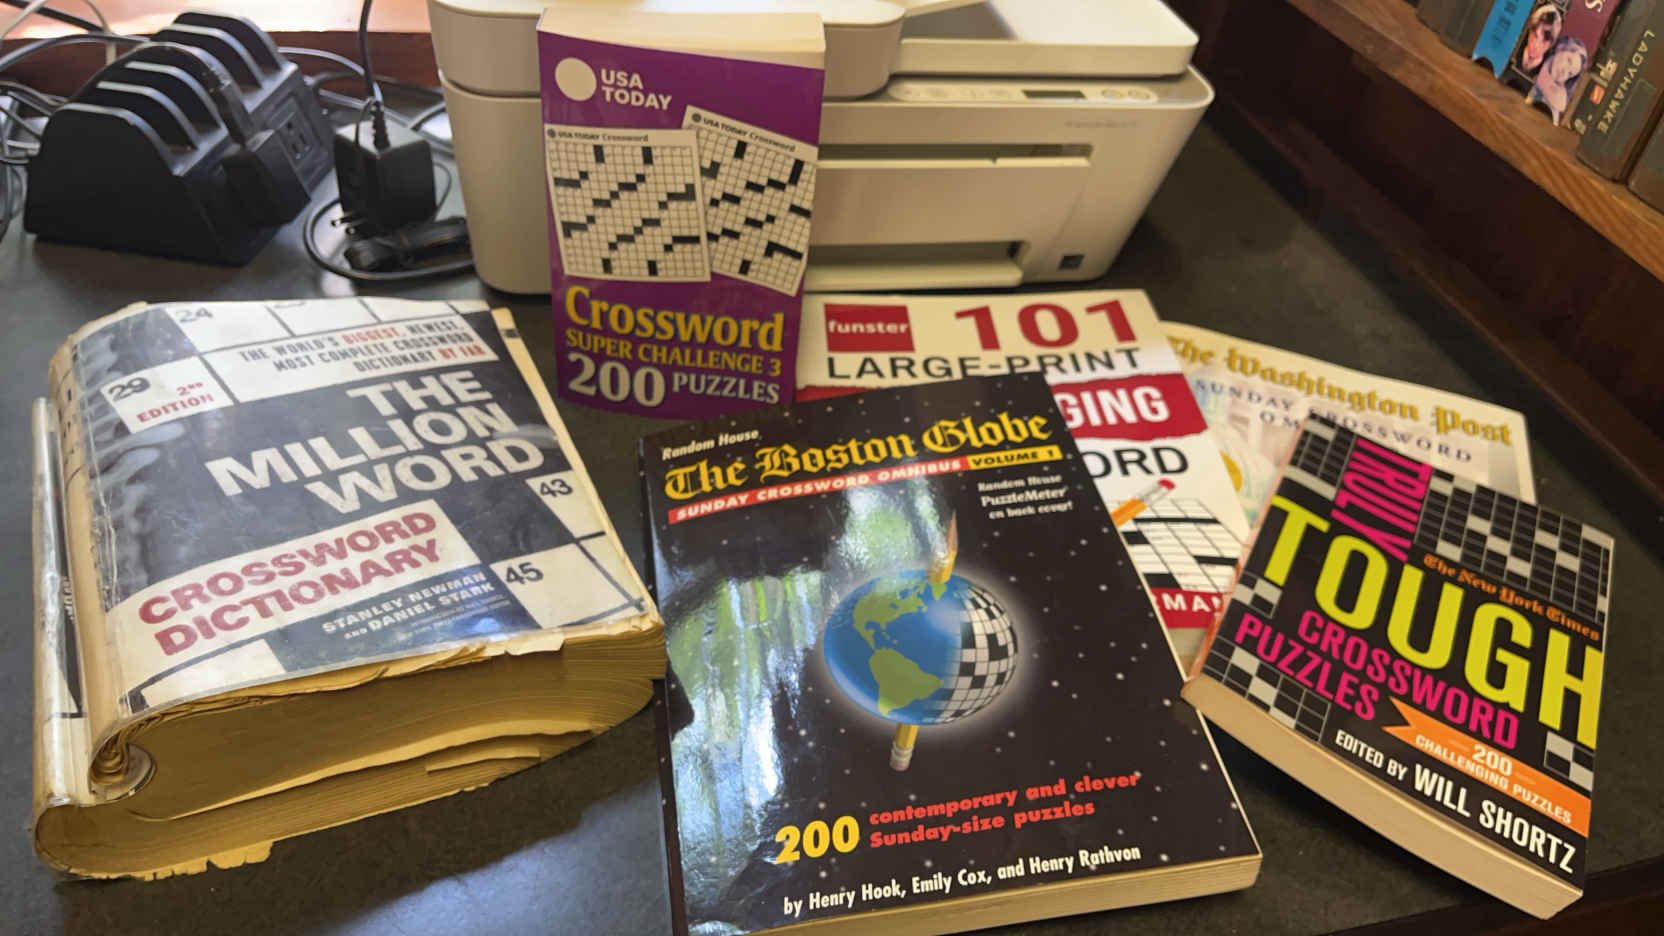 USA
TODAY
USA TODAY Crossword
USA TODAY Crossword
Crossword
SUPER CHALLENGE 3
200 PUZZLES
LADYHAWKE
24
THE WORLD'S BIGGEST, NEWEST,
MOST COMPLETE CROSSWORD
DICTIONARY BY FAR
29
2ND
EDITION
THE
MILLION
WORD
CROSSWORD
DICTIONARY
43
45
STANLEY NEWMAN
AND DANIEL STARK
funster
101
LARGE-PRINT
GING
ORD
The Washington Post
SUNDAY CROSSWORD
Random House
The Boston Globe
SUNDAY CROSSWORD OMNIBUS VOLUME 1
Random House
PuzzleMeter
on back cover!
200 contemporary and clever
Sunday-size puzzles
by Henry Hook, Emily Cox, and Henry Rathvon
TRULY
The New York Times
TOUGH
CROSSWORD
PUZZLES
200
CHALLENGING PUZZLES
EDITED BY WILL SHORTZ